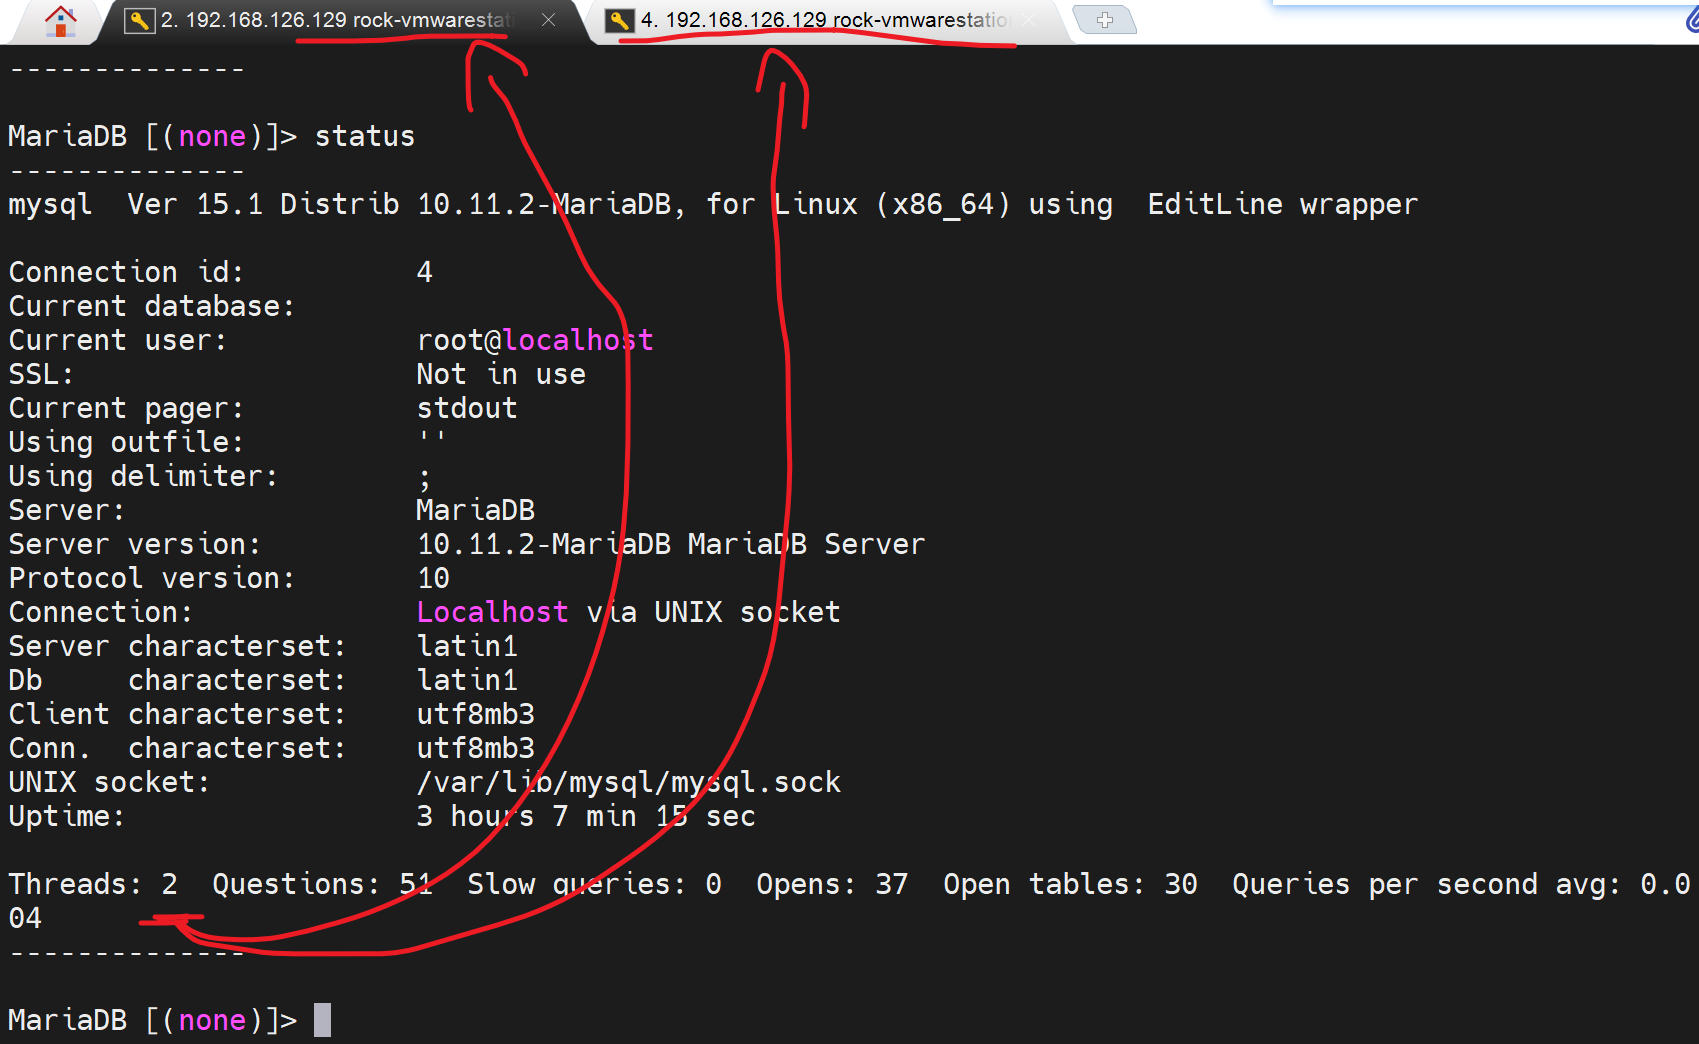 2. 192.168.126.129 rock-vmwarestati
4. 192.168.126.129 rock-vmwarestatio
--------------
MariaDB [(none)]> status
--------------
mysql  Ver 15.1 Distrib 10.11.2-MariaDB, for Linux (x86_64) using  EditLine wrapper
Connection id:          4
Current database:
Current user:           root@localhost
SSL:                    Not in use
Current pager:          stdout
Using outfile:          ''
Using delimiter:        ;
Server:                 MariaDB
Server version:         10.11.2-MariaDB MariaDB Server
Protocol version:       10
Connection:             Localhost via UNIX socket
Server characterset:    latin1
Db     characterset:    latin1
Client characterset:    utf8mb3
Conn.  characterset:    utf8mb3
UNIX socket:            /var/lib/mysql/mysql.sock
Uptime:                 3 hours 7 min 15 sec
Threads: 2  Questions: 51  Slow queries: 0  Opens: 37  Open tables: 30  Queries per second avg: 0.0
04
--------------
MariaDB [(none)]>